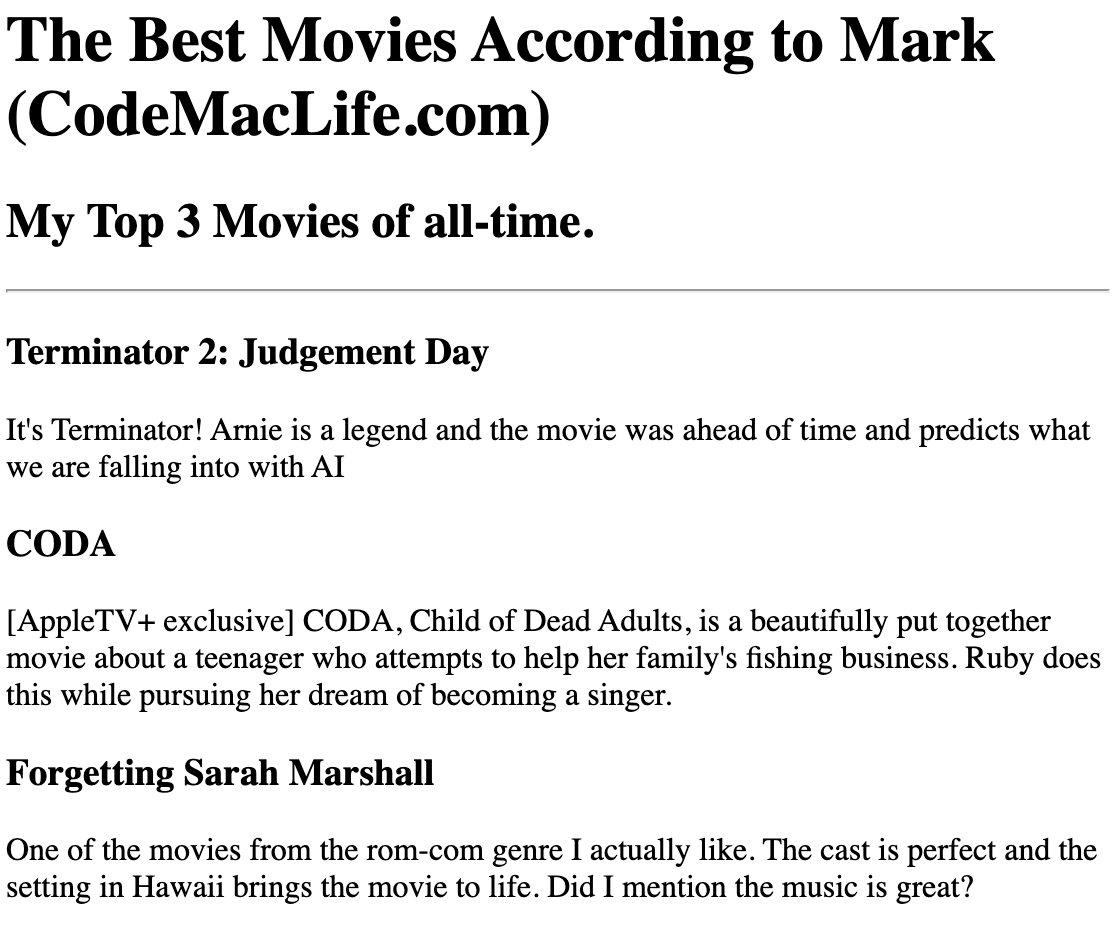 The Best Movies According to Mark
(CodeMacLife.com)
My Top 3 Movies of all-time.
Terminator 2: Judgement Day
It's Terminator! Arnie is a legend and the movie was ahead of time and predicts what
we are falling into with AI
CODA
[AppleTV+ exclusive] CODA, Child of Dead Adults, is a beautifully put together
movie about a teenager who attempts to help her family's fishing business. Ruby does
this while pursuing her dream of becoming a singer.
Forgetting Sarah Marshall
One of the movies from the rom-com genre I actually like. The cast is perfect and the
setting in Hawaii brings the movie to life. Did I mention the music is great?